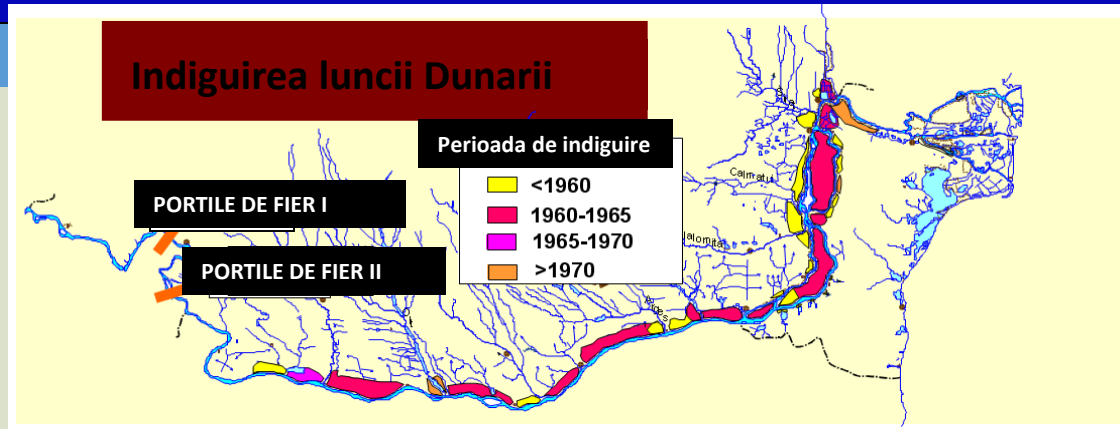 Indiguirea luncii Dunarii
Perioada de indiguire
<1960
1960-1965
1965-1970
>1970
PORTILE DE FIER I
PORTILE DE FIER II
Ialomita